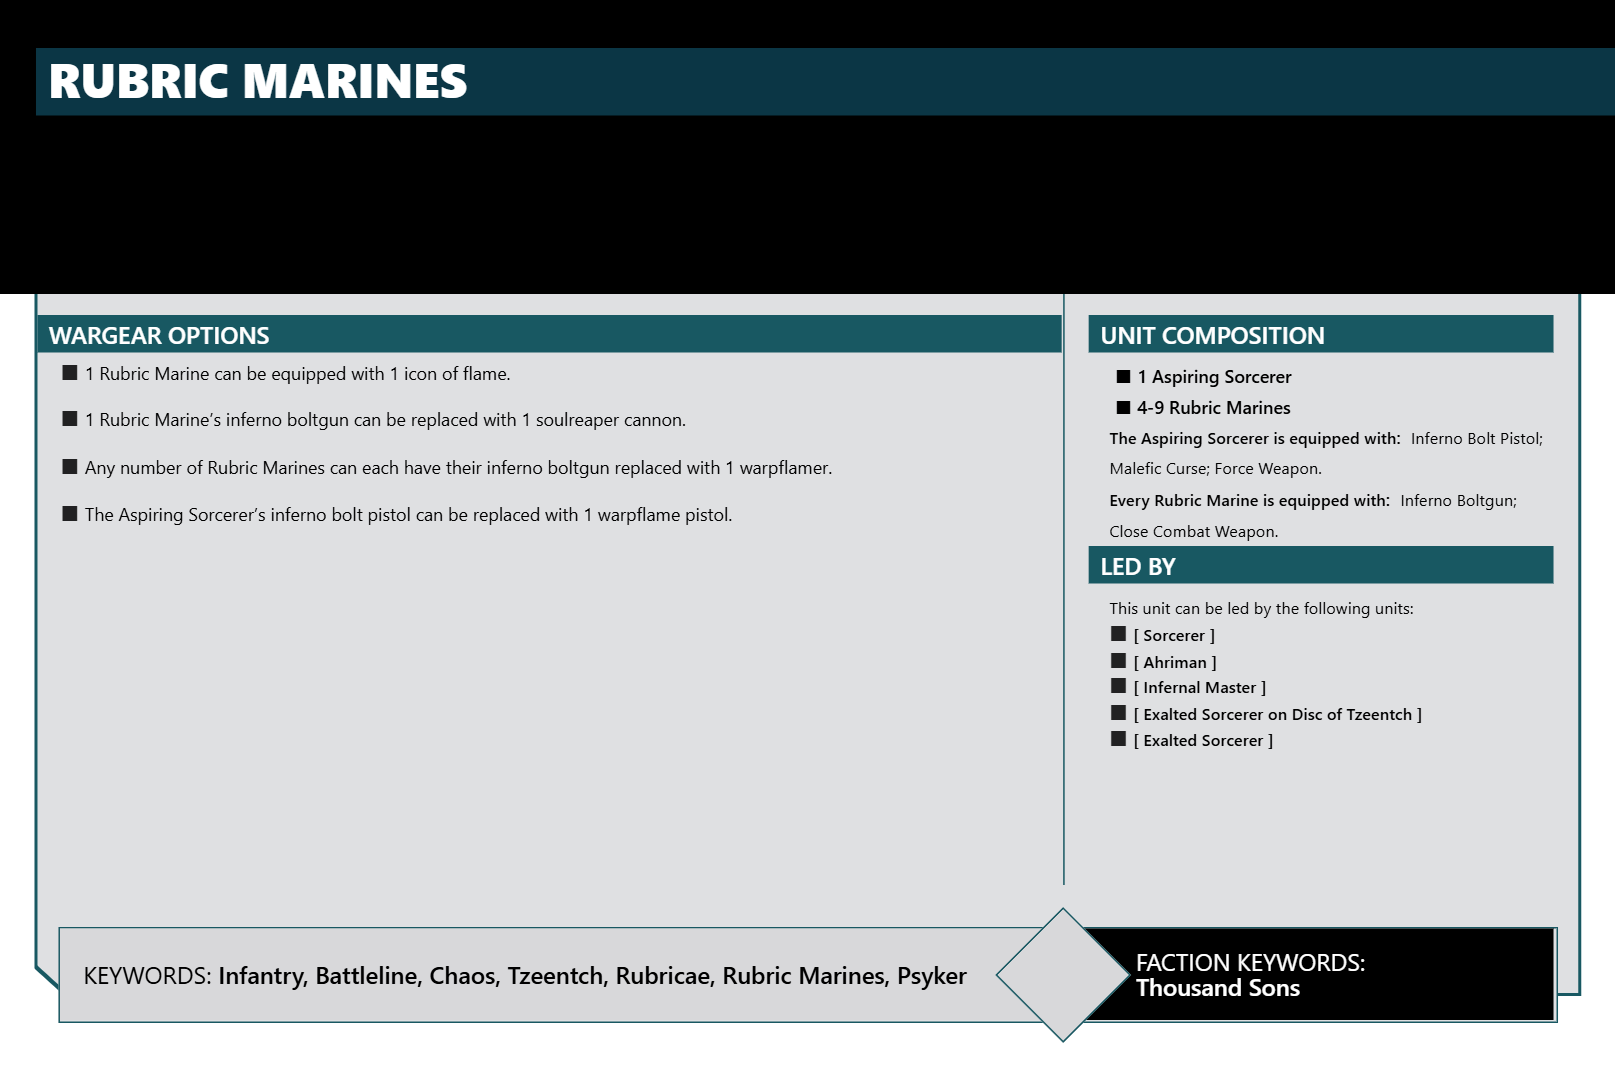 RUBRIC MARINES
WARGEAR OPTIONS
■ 1 Rubric Marine can be equipped with 1 icon of flame.
■ 1 Rubric Marine’s inferno boltgun can be replaced with 1 soulreaper cannon.
■ Any number of Rubric Marines can each have their inferno boltgun replaced with 1 warpflamer.
■ The Aspiring Sorcerer’s inferno bolt pistol can be replaced with 1 warpflame pistol.
UNIT COMPOSITION
■ 1 Aspiring Sorcerer
■ 4-9 Rubric Marines
The Aspiring Sorcerer is equipped with: Inferno Bolt Pistol;
Malefic Curse; Force Weapon.
Every Rubric Marine is equipped with: Inferno Boltgun;
Close Combat Weapon.
LED BY
This unit can be led by the following units:
■ [ Sorcerer ]
■ [ Ahriman ]
■ [ Infernal Master ]
■ [ Exalted Sorcerer on Disc of Tzeentch ]
■ [ Exalted Sorcerer ]
KEYWORDS: Infantry, Battleline, Chaos, Tzeentch, Rubricae, Rubric Marines, Psyker
FACTION KEYWORDS:
Thousand Sons